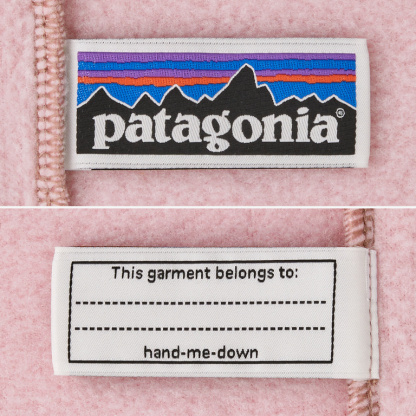 patagonia®
This garment belongs to:
hand-me-down